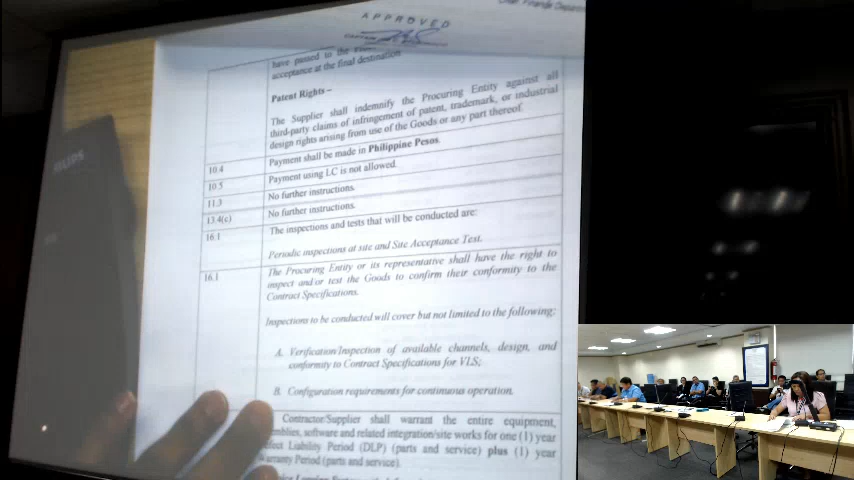 Chief, Finance Department
APPROVED
have passed to the
acceptance at the final destination.
Patent Rights –
The Supplier shall indemnify the Procuring Entity against all
third-party claims of infringement of patent, trademark, or industrial
design rights arising from use of the Goods or any part thereof.
10.4 Payment shall be made in Philippine Pesos.
10.5 Payment using LC is not allowed.
11.3 No further instructions.
13.4(c) No further instructions.
16.1 The inspections and tests that will be conducted are:
Periodic inspections at site and Site Acceptance Test.
16.1 The Procuring Entity or its representative shall have the right to
inspect and/or test the Goods to confirm their conformity to the
Contract Specifications.
Inspections to be conducted will cover but not limited to the following:
A. Verification/Inspection of available channels, design, and
conformity to Contract Specifications for VLS;
B. Configuration requirements for continuous operation.
Contractor/Supplier shall warrant the entire equipment,
software and related integration/site works for one (1) year
Liability Period (DLP) (parts and service) plus (1) year
Period (parts and service).